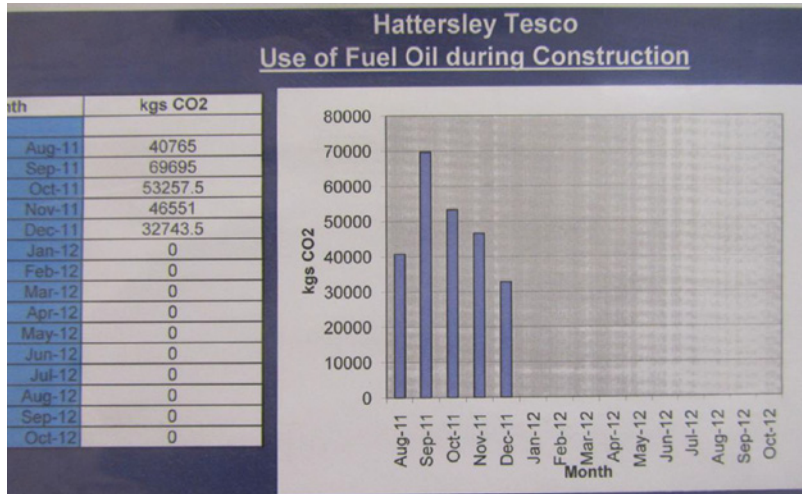 Hattersley Tesco
Use of Fuel Oil during Construction
nth kgs CO2
Aug-11 40765
Sep-11 69695
Oct-11 53257.5
Nov-11 46551
Dec-11 32743.5
Jan-12 0
Feb-12 0
Mar-12 0
Apr-12 0
May-12 0
Jun-12 0
Jul-12 0
Aug-12 0
Sep-12 0
Oct-12 0
80000
70000
60000
50000
40000
30000
20000
10000
0
kgs CO2
Aug-11 Sep-11 Oct-11 Nov-11 Dec-11 Jan-12 Feb-12 Mar-12 Apr-12 May-12 Jun-12 Jul-12 Aug-12 Sep-12 Oct-12
Month